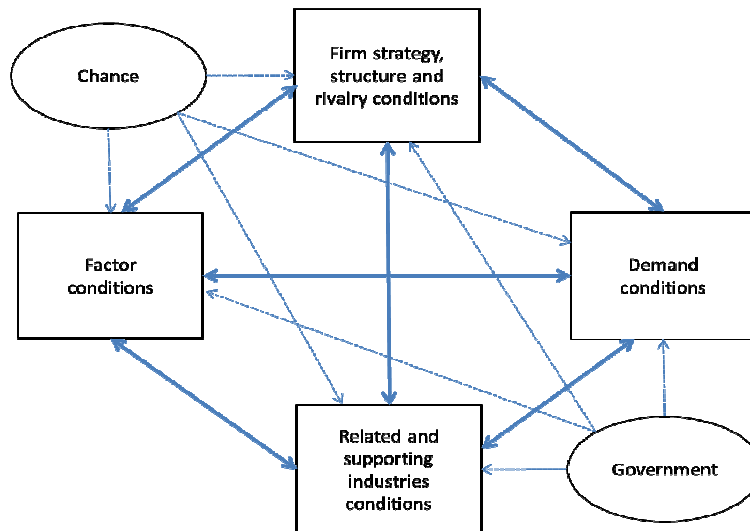 Chance
Firm strategy,
structure and
rivalry conditions
Factor
conditions
Demand
conditions
Related and
supporting
industries
conditions
Government